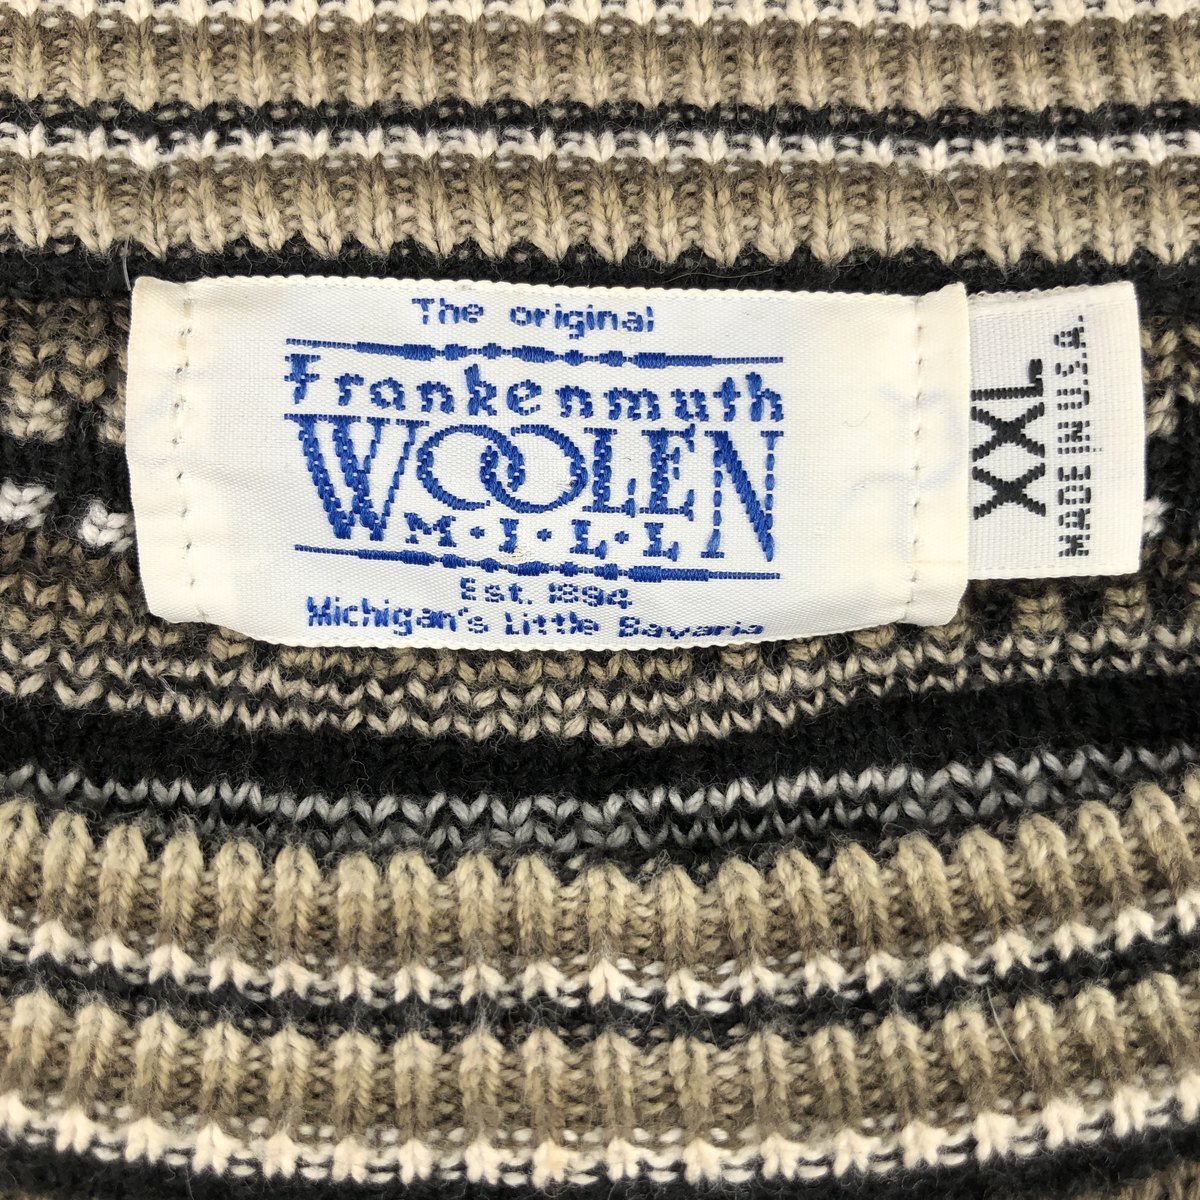 The original
Frankenmuth
WOOLEN
M·I·L·L
Est. 1894
Michigan's Little Bavaria
XXL
MADE IN U.S.A.